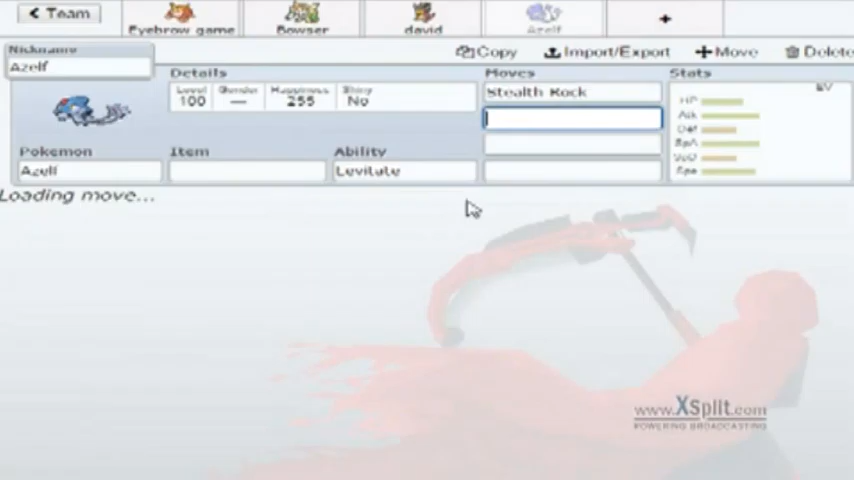 < Team
Eyebrow game
Bowser
david
Azelf
+
Copy
Import/Export
Move
Delete
Nickname
Azelf
Details
Level
100
Gender
—
Happiness
255
Shiny
No
Moves
Stealth Rock
Stats
EV
HP
Atk
Def
SpA
SpD
Spe
Pokemon
Azelf
Item
Ability
Levitate
Loading move...
www.XSplit.com
POWERING BROADCASTING